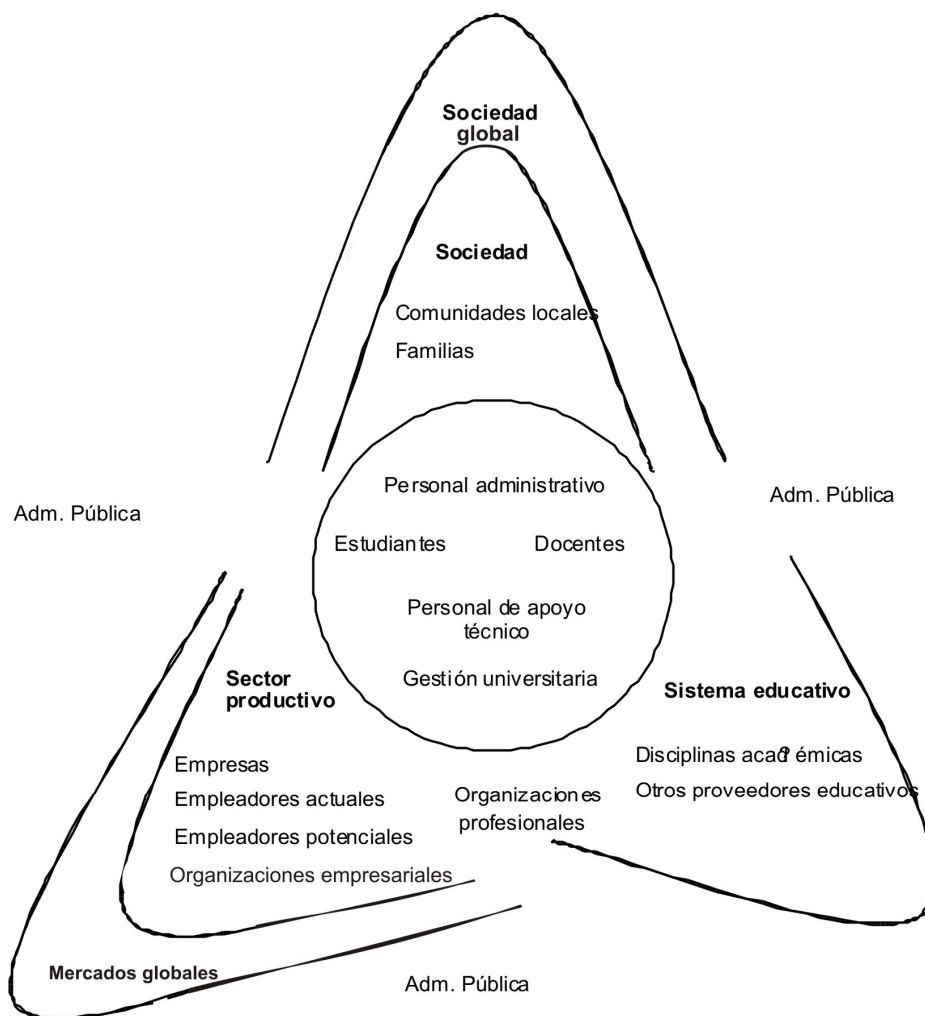 Sociedad
global
Sociedad
Comunidades locales
Familias
Personal administrativo
Adm. Pública
Adm. Pública
Estudiantes
Docentes
Personal de apoyo
técnico
Gestión universitaria
Sector
productivo
Sistema educativo
Empresas
Empleadores actuales
Empleadores potenciales
Organizaciones empresariales
Organizaciones
profesionales
Disciplinas académicas
Otros proveedores educativos
Mercados globales
Adm. Pública